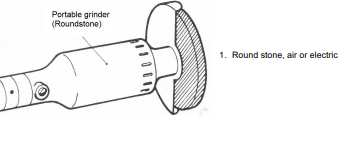 Portable grinder
(Roundstone)
1. Round stone, air or electric